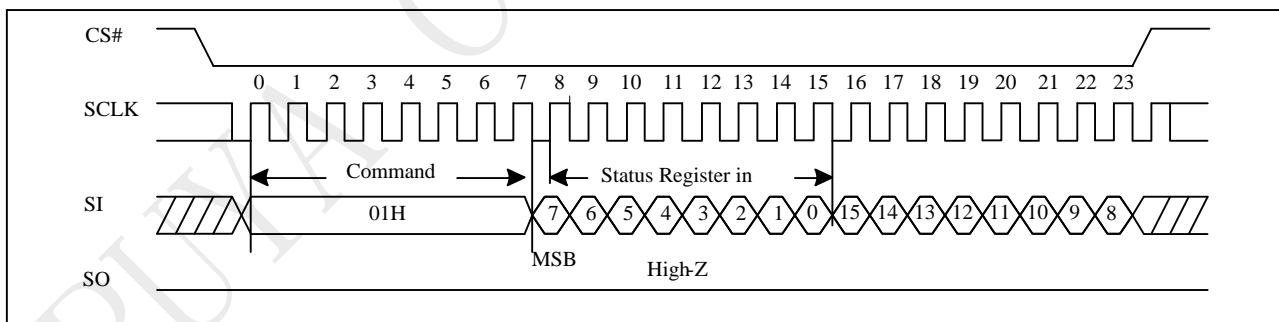 CS#
0 1 2 3 4 5 6 7 8 9 10 11 12 13 14 15 16 17 18 19 20 21 22 23
SCLK
Command Status Register in
SI 01H 7 6 5 4 3 2 1 0 15 14 13 12 11 10 9 8
MSB High-Z
SO
PUYA